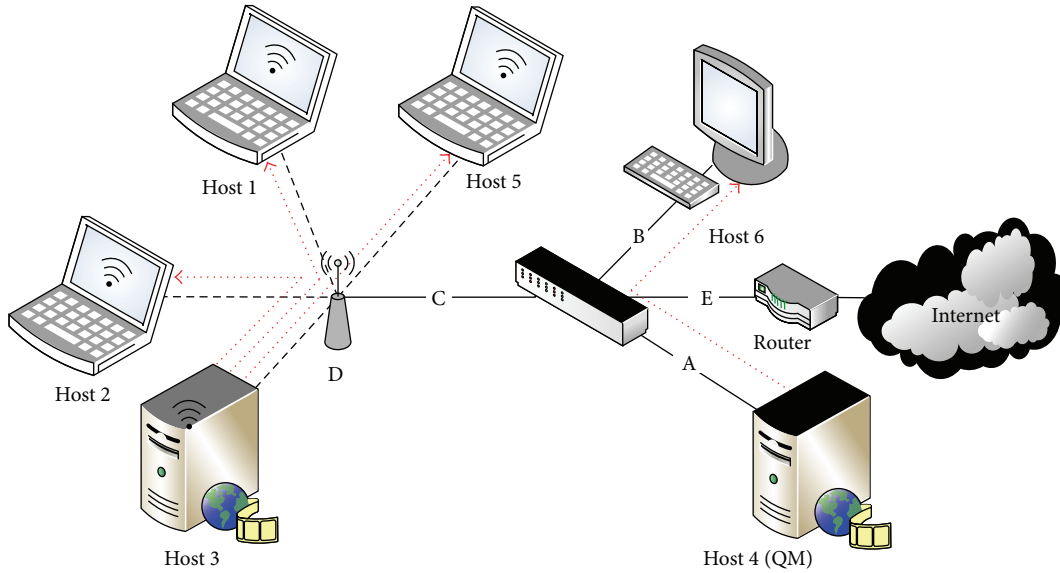 Host 1
Host 5
B
Host 6
C
E
Internet
Router
D
A
Host 2
Host 3
Host 4 (QM)